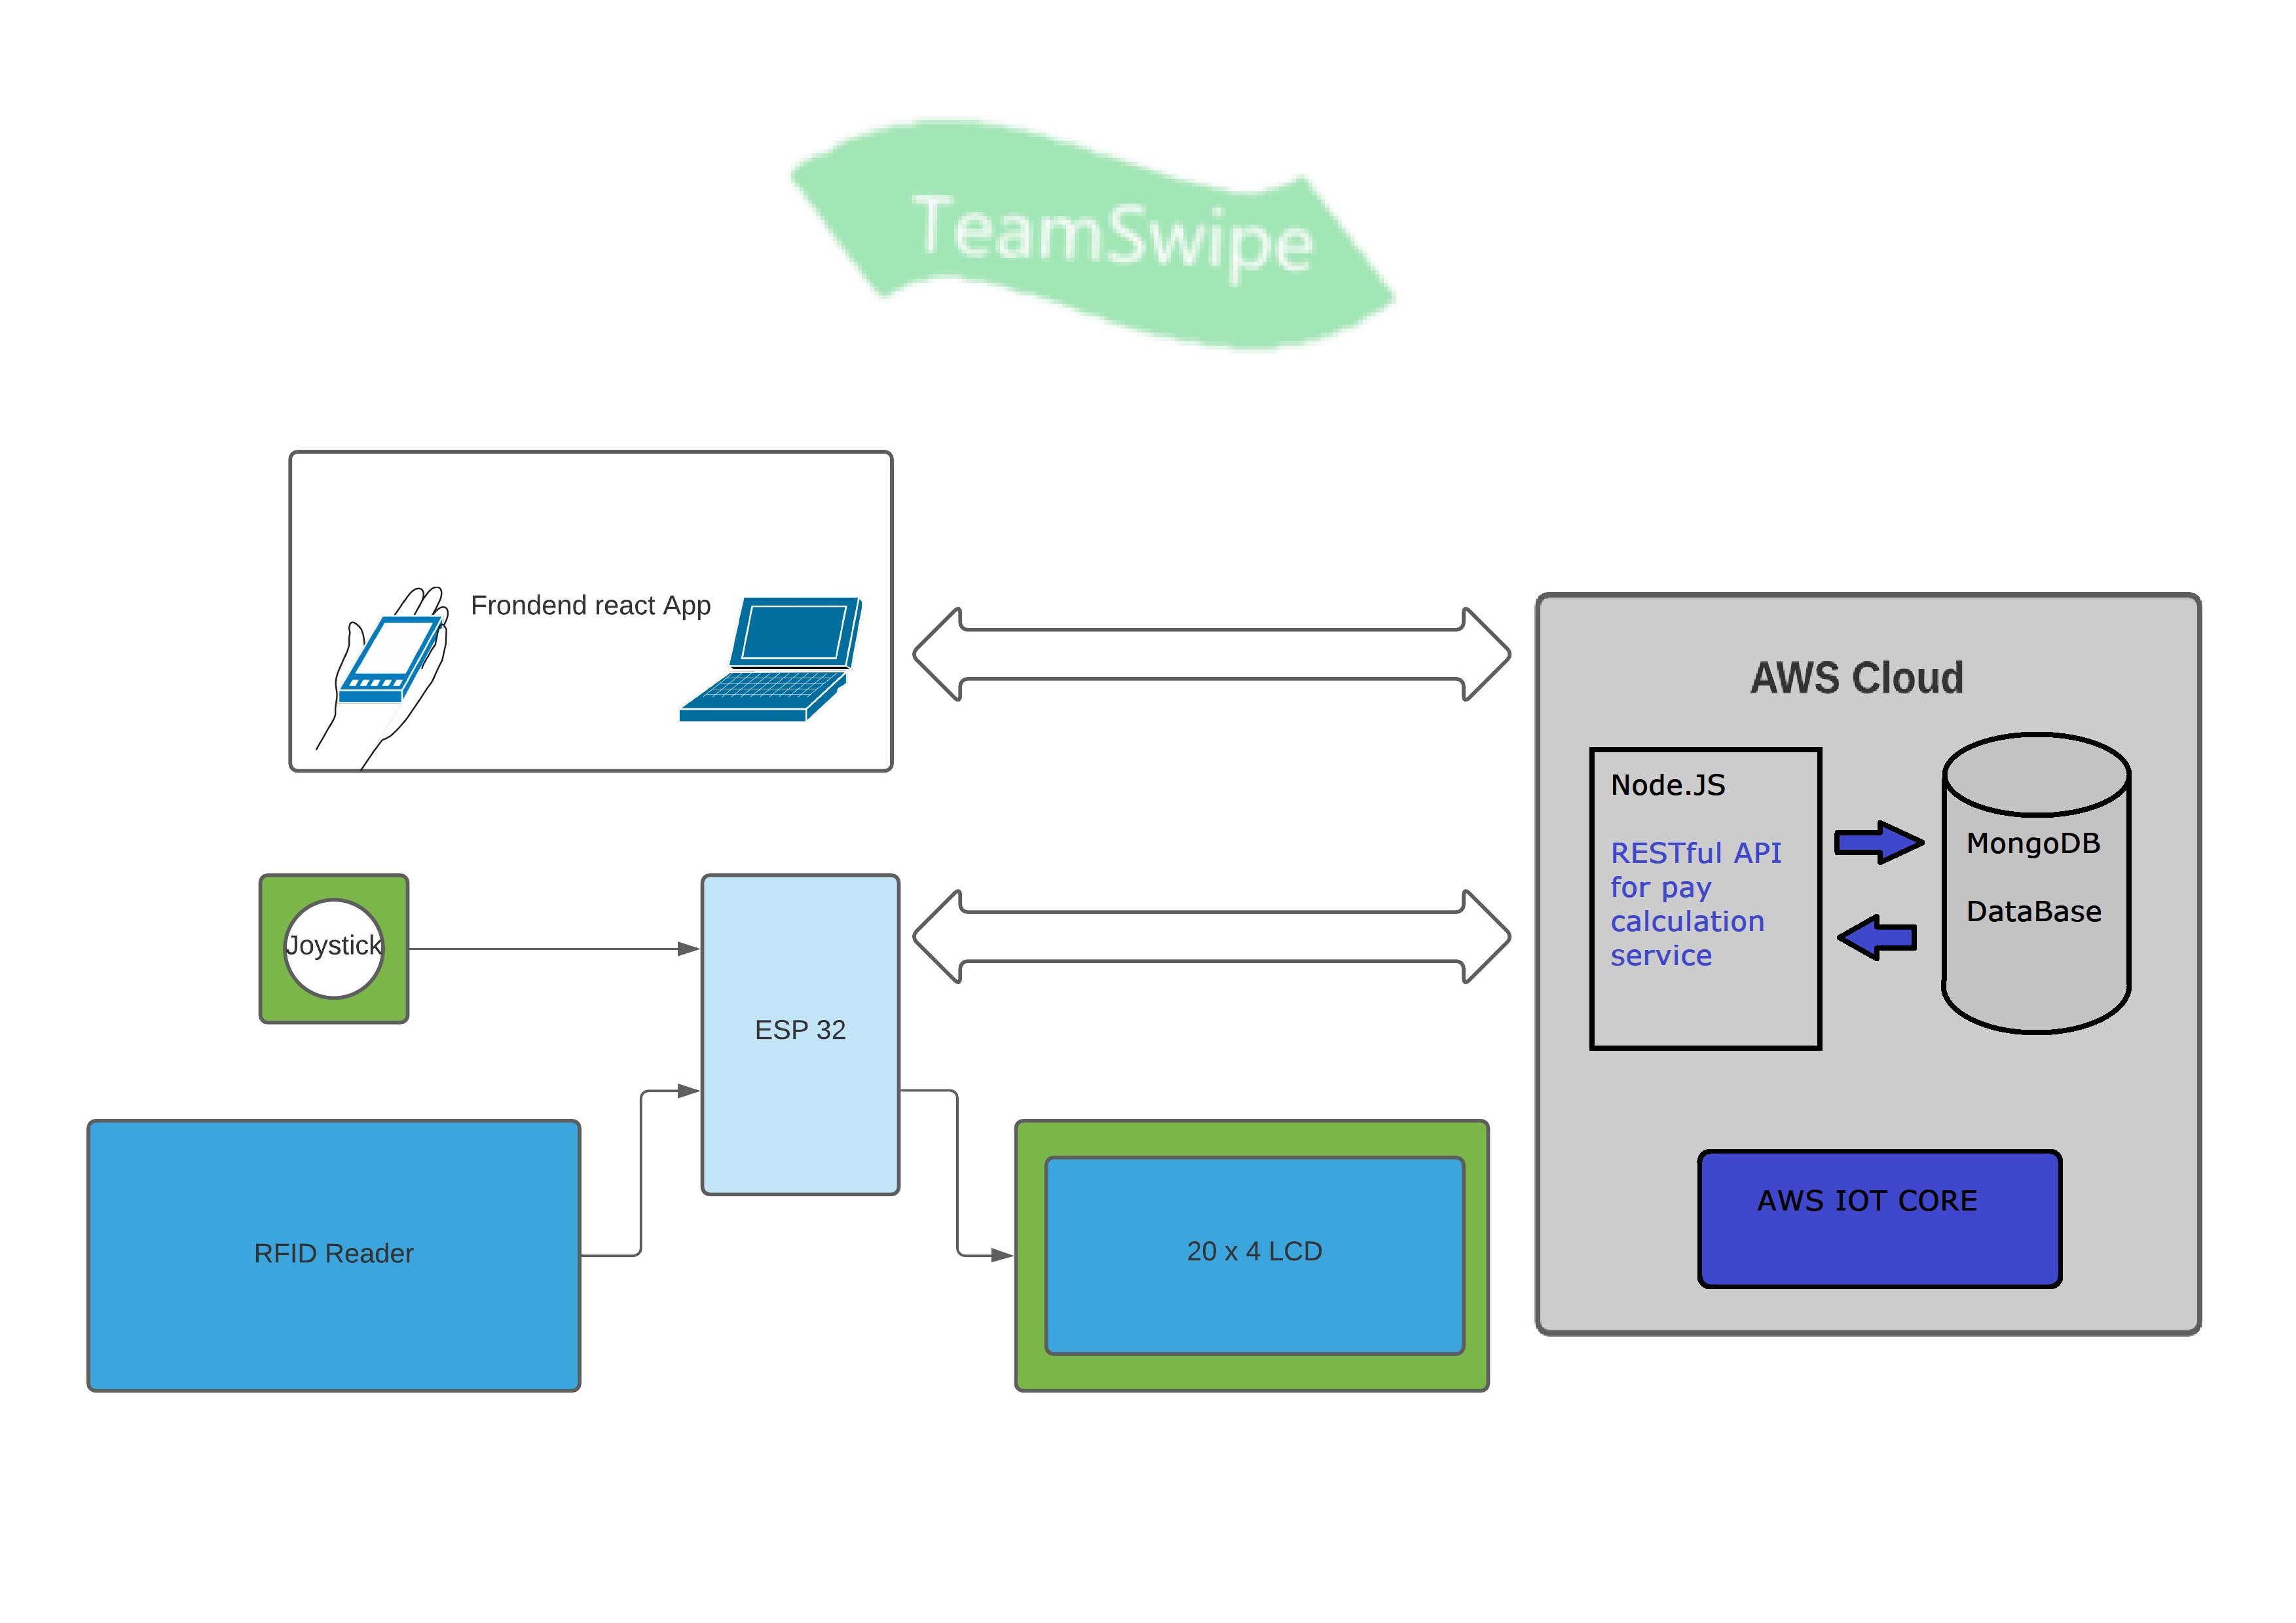 TeamSwipe
Frondend react App
AWS Cloud
Node.JS
RESTful API
for pay
calculation
service
MongoDB
DataBase
Joystick
ESP 32
RFID Reader
20 x 4 LCD
AWS IOT CORE